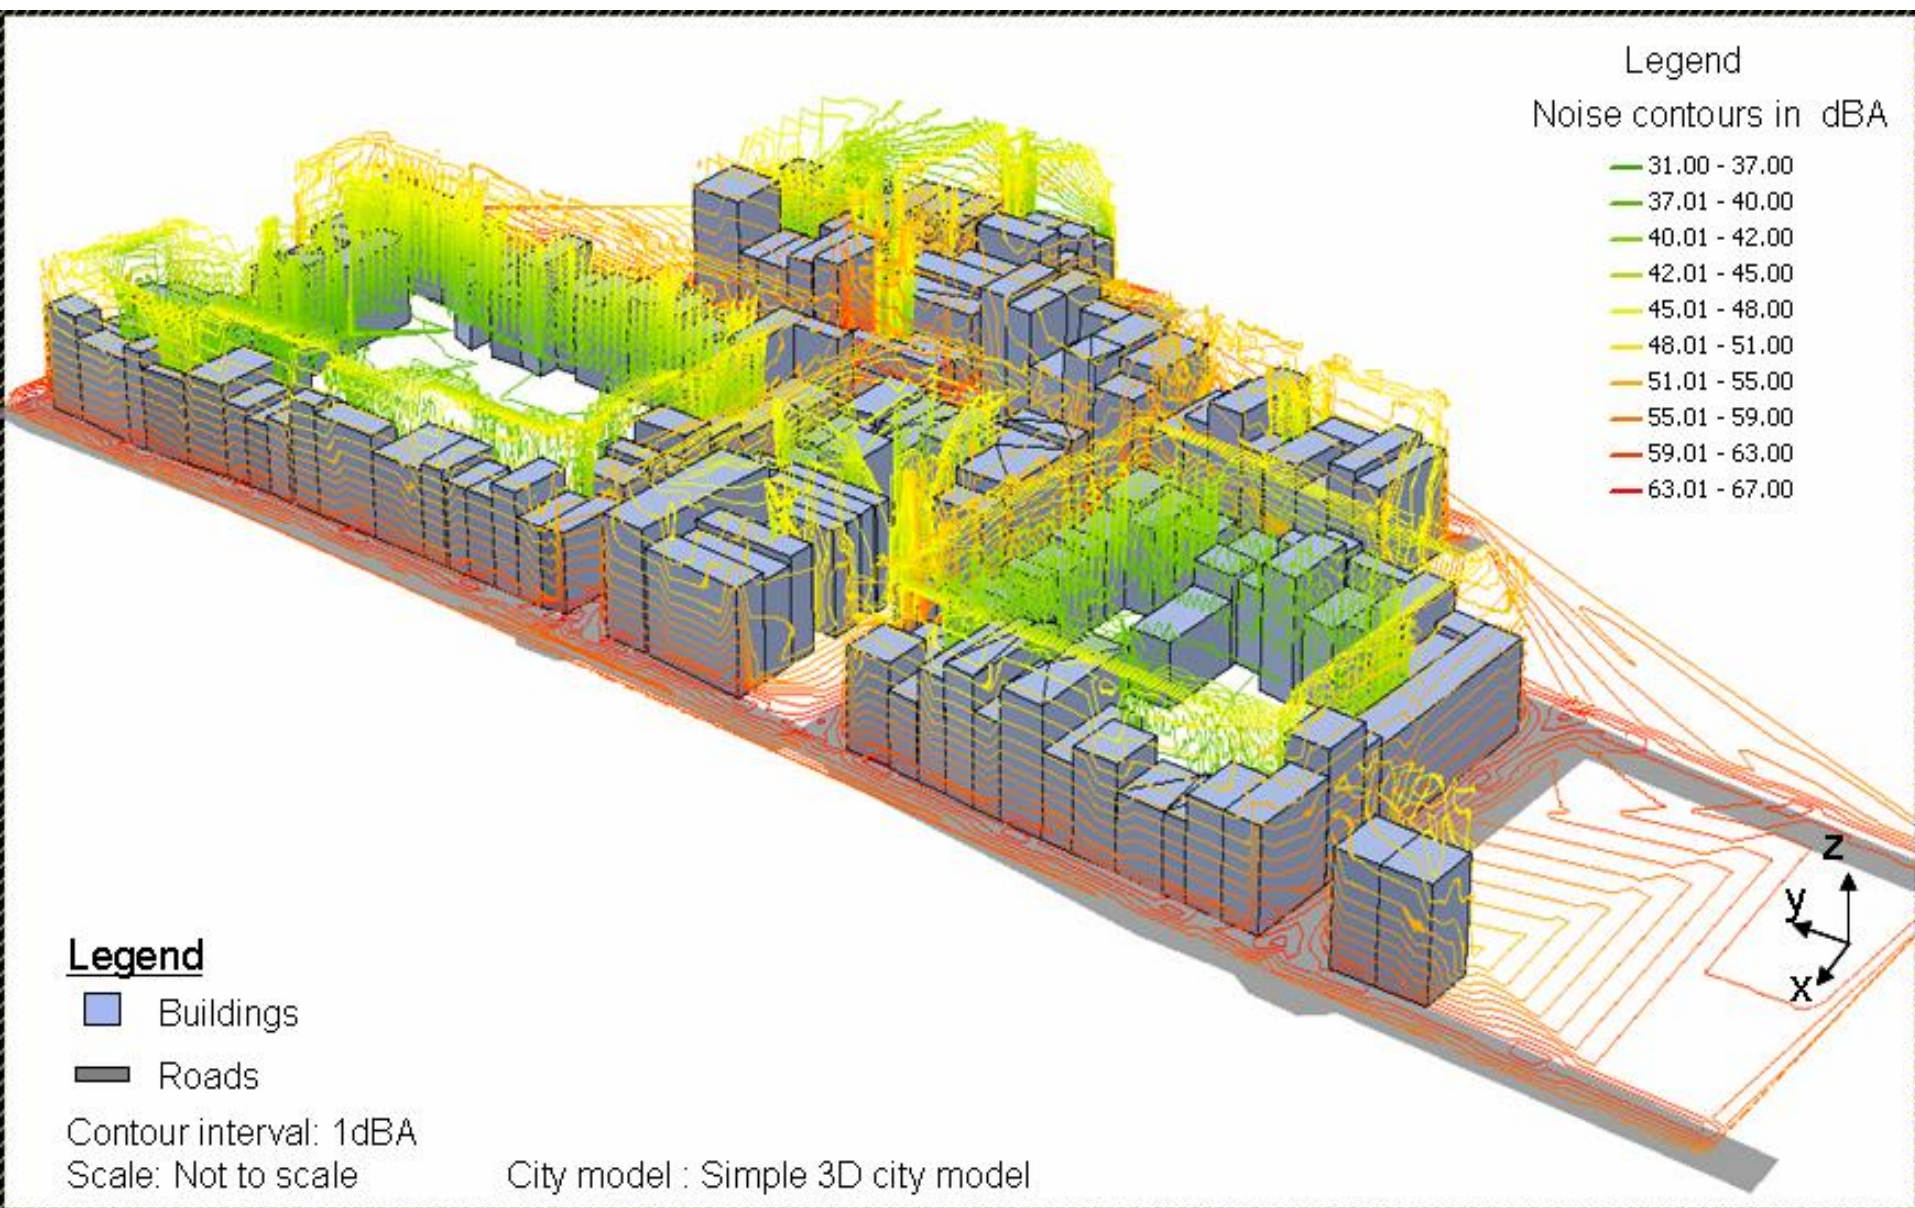 Legend
Noise contours in dBA
31.00 - 37.00
37.01 - 40.00
40.01 - 42.00
42.01 - 45.00
45.01 - 48.00
48.01 - 51.00
51.01 - 55.00
55.01 - 59.00
59.01 - 63.00
63.01 - 67.00
z
y
x
Legend
Buildings
Roads
Contour interval: 1dBA
Scale: Not to scale
City model : Simple 3D city model